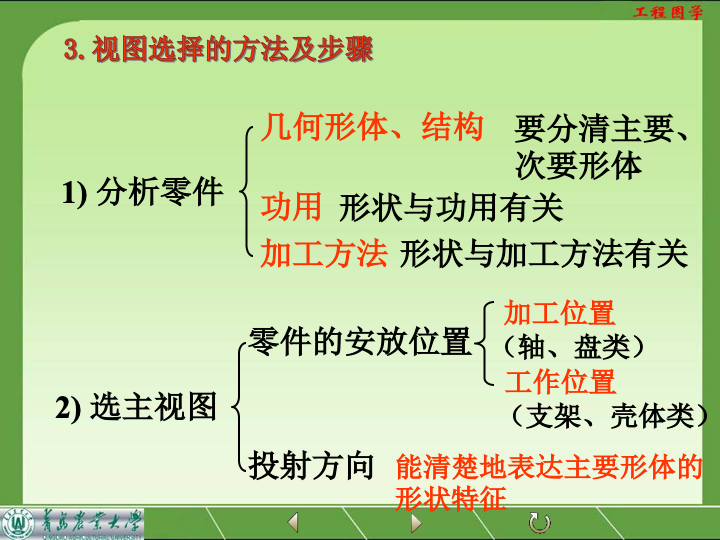 工程图学
3.视图选择的方法及步骤
几何形体、结构 要分清主要、
次要形体
1) 分析零件
功用 形状与功用有关
加工方法 形状与加工方法有关
加工位置
零件的安放位置
（轴、盘类）
工作位置
2) 选主视图
（支架、壳体类）
投射方向 能清楚地表达主要形体的
形状特征
青岛农业大学